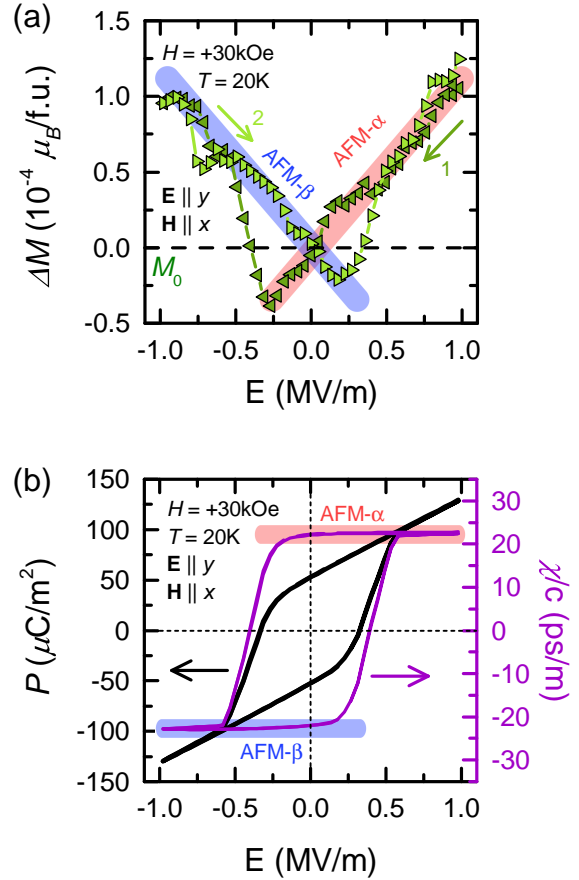 (a)
1.5
1.0
0.5
0.0
-0.5
ΔM (10⁻⁴ μB/f.u.)
H = +30kOe
T = 20K
2
AFM-β
AFM-α
1
E || y
H || x
M₀
-1.0 -0.5 0.0 0.5 1.0
E (MV/m)
(b)
150
100
50
0
-50
-100
-150
P (μC/m²)
H = +30kOe
T = 20K
E || y
H || x
AFM-α
AFM-β
30
20
10
0
-10
-20
-30
χ/c (ps/m)
-1.0 -0.5 0.0 0.5 1.0
E (MV/m)